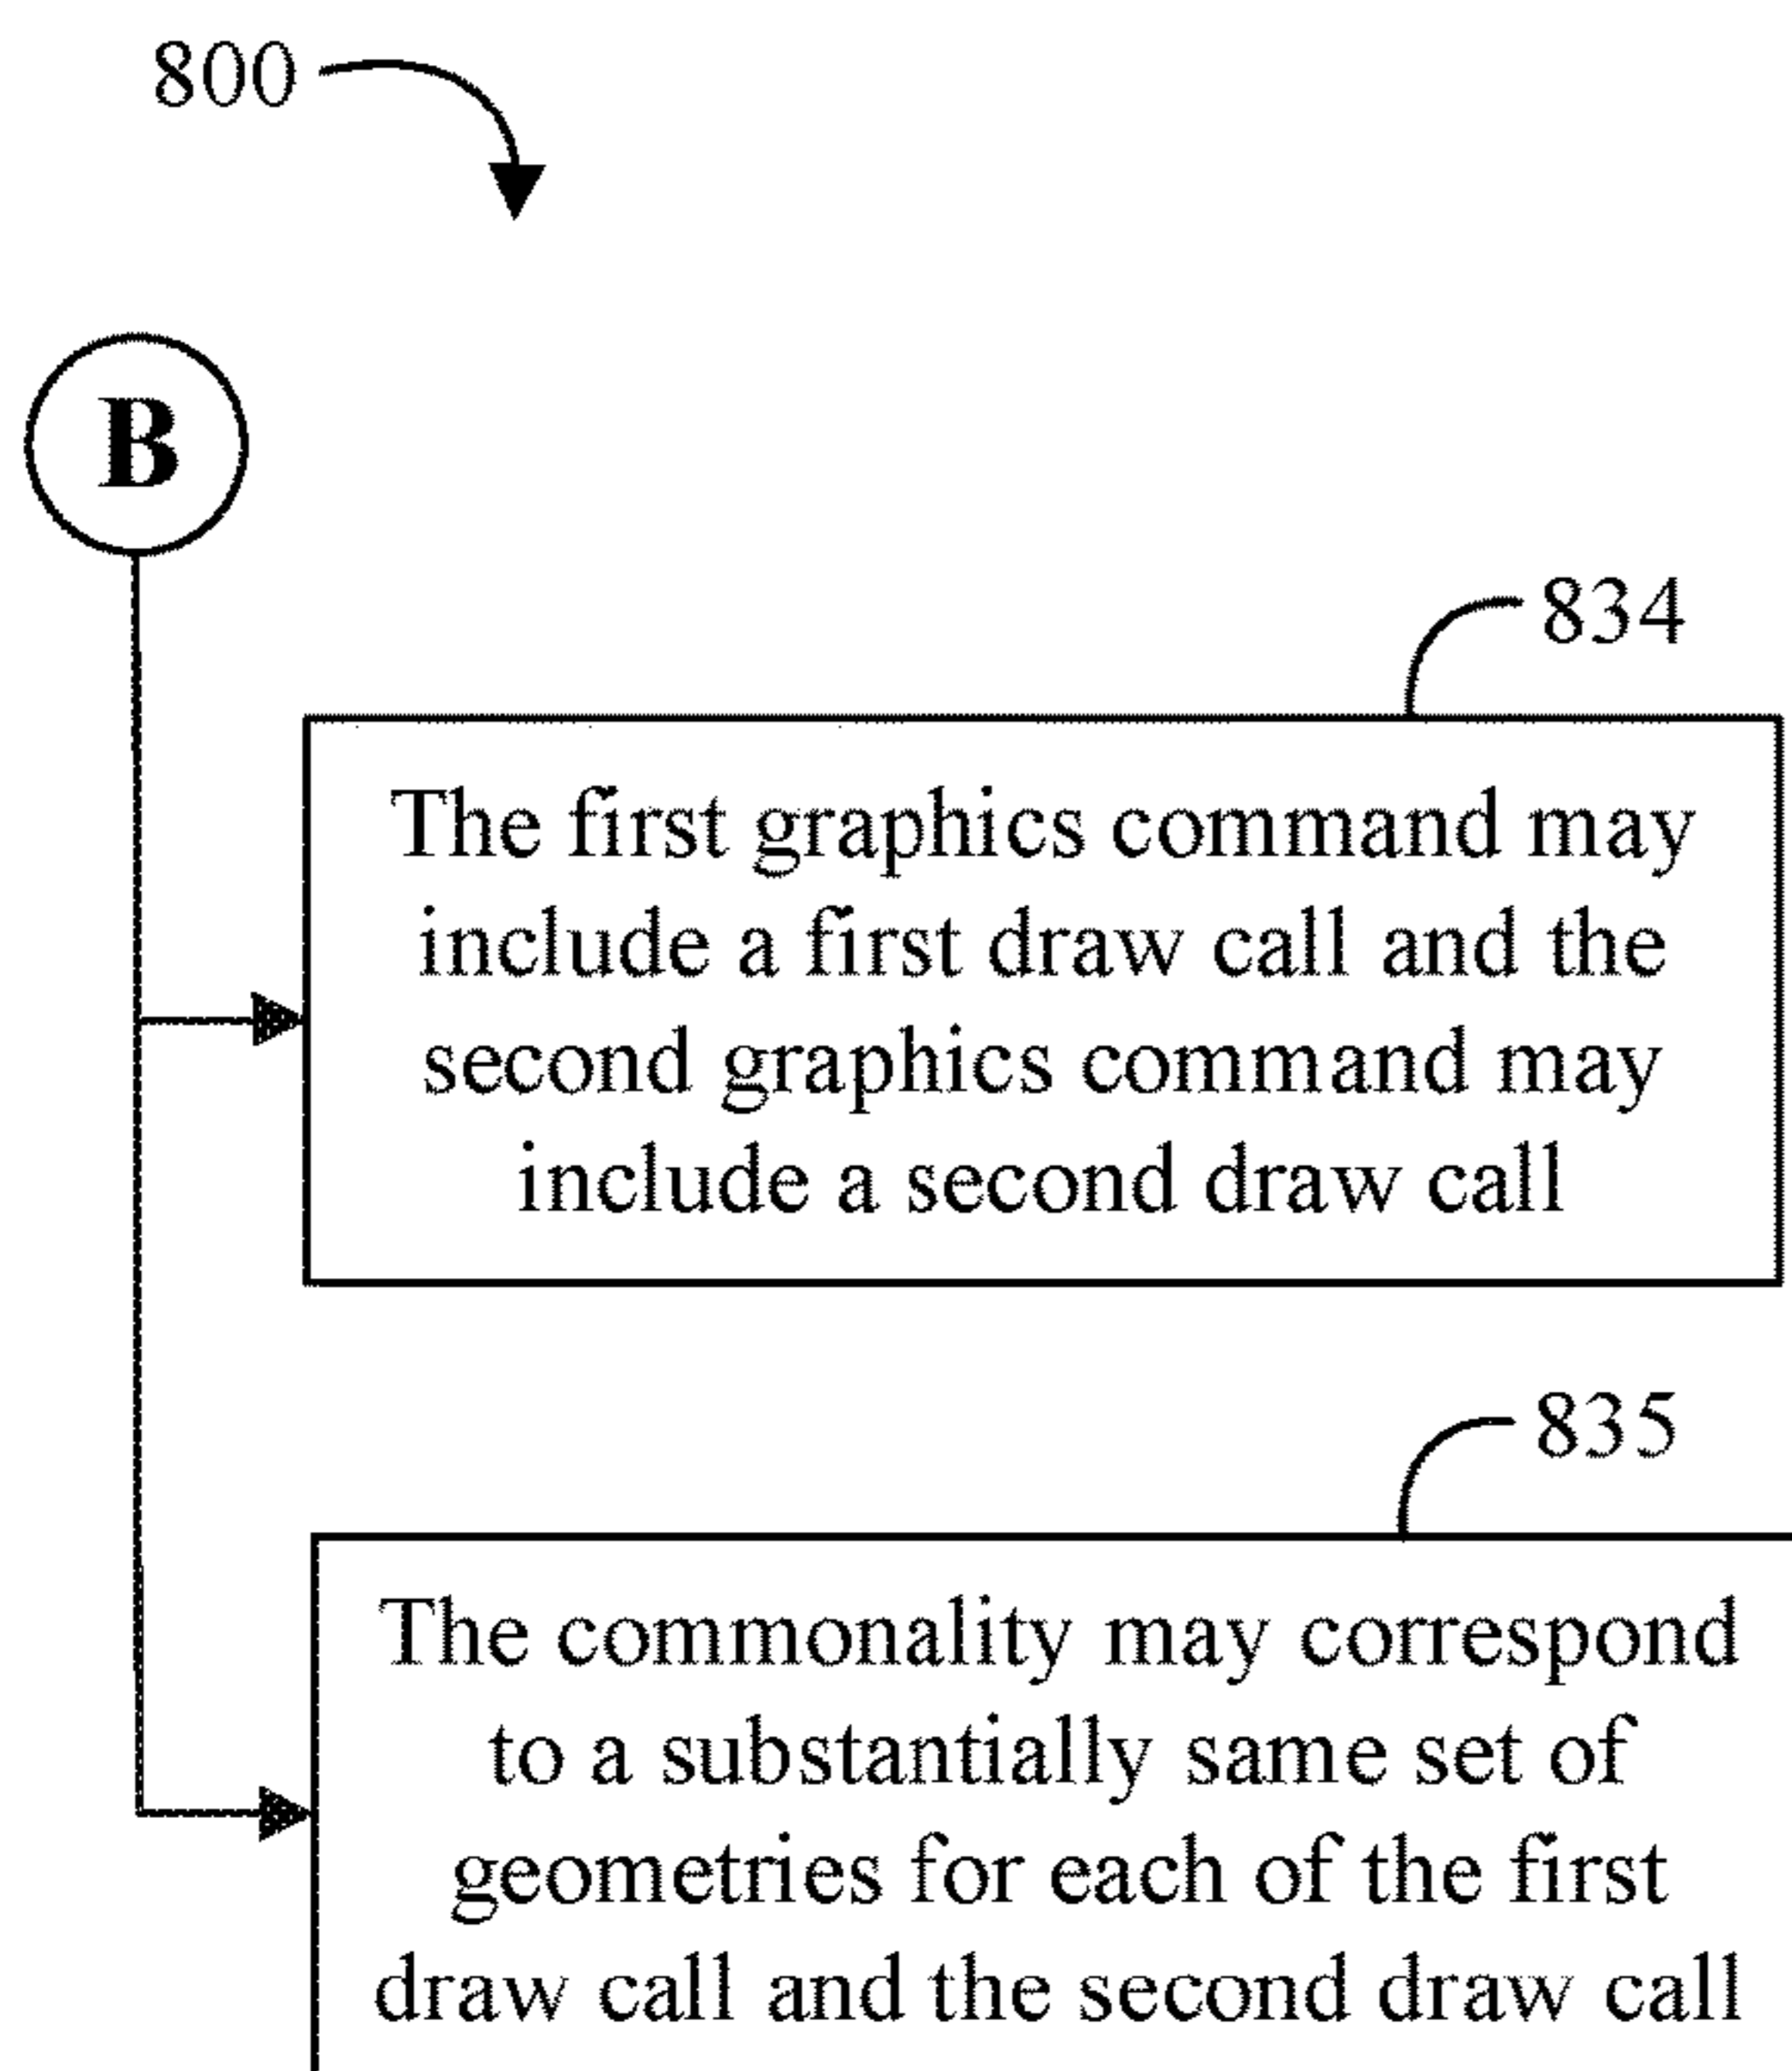 800
B
834
The first graphics command may
include a first draw call and the
second graphics command may
include a second draw call
835
The commonality may correspond
to a substantially same set of
geometries for each of the first
draw call and the second draw call